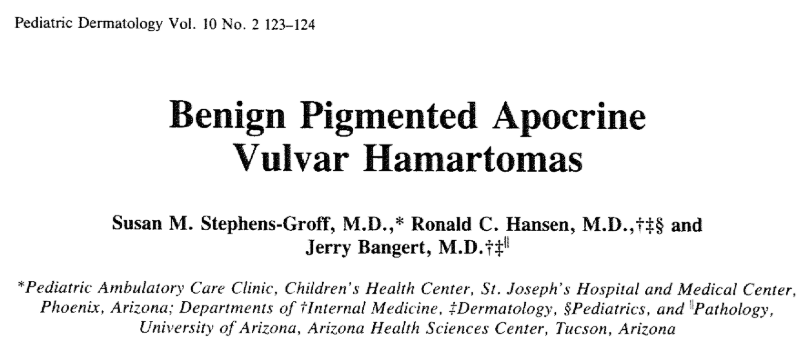 Pediatric Dermatology Vol. 10 No. 2 123–124
Benign Pigmented Apocrine
Vulvar Hamartomas
Susan M. Stephens-Groff, M.D.,* Ronald C. Hansen, M.D.,†‡§ and
Jerry Bangert, M.D.†‡‖
*Pediatric Ambulatory Care Clinic, Children's Health Center, St. Joseph's Hospital and Medical Center,
Phoenix, Arizona; Departments of †Internal Medicine, ‡Dermatology, §Pediatrics, and ‖Pathology,
University of Arizona, Arizona Health Sciences Center, Tucson, Arizona